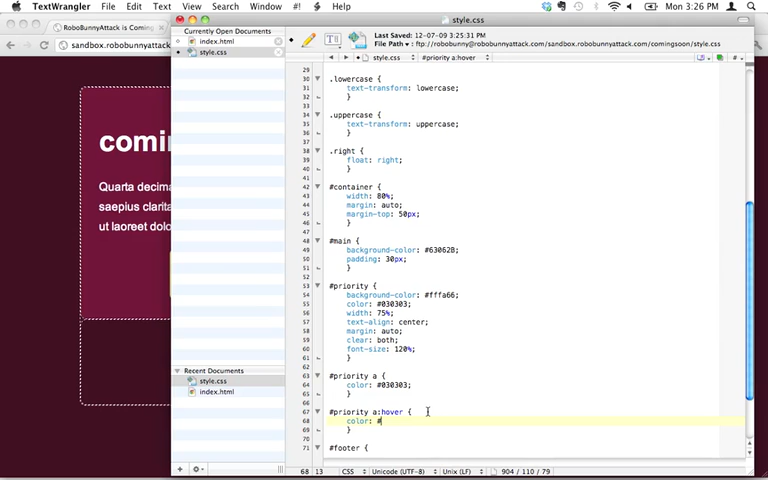 TextWrangler File Edit Text View Search Window # Help Mon 3:26 PM
RoboBunnyAttack is Coming
sandbox.robobunnyattack
comin
Quarta decima
saepius clarita
ut laoreet dolo
style.css
Currently Open Documents
index.html
style.css
Last Saved: 12-07-09 3:25:31 PM
File Path ▾: ftp://robobunny@robobunnyattack.com/sandbox.robobunnyattack.com/comingsoon/style.css
style.css #priority a:hover #
29
30 .lowercase {
31 text-transform: lowercase;
32 }
33
34 .uppercase {
35 text-transform: uppercase;
36 }
37
38 .right {
39 float: right;
40 }
41
42 #container {
43 width: 80%;
44 margin: auto;
45 margin-top: 50px;
46 }
47
48 #main {
49 background-color: #63062B;
50 padding: 30px;
51 }
52
53 #priority {
54 background-color: #fffa66;
55 color: #030303;
56 width: 75%;
57 text-align: center;
58 margin: auto;
59 clear: both;
60 font-size: 120%;
61 }
62
63 #priority a {
64 color: #030303;
65 }
66
67 #priority a:hover {
68 color: #
69 }
70
71 #footer {
Recent Documents
style.css
index.html
68 13 CSS Unicode (UTF-8) Unix (LF) 904 / 110 / 79